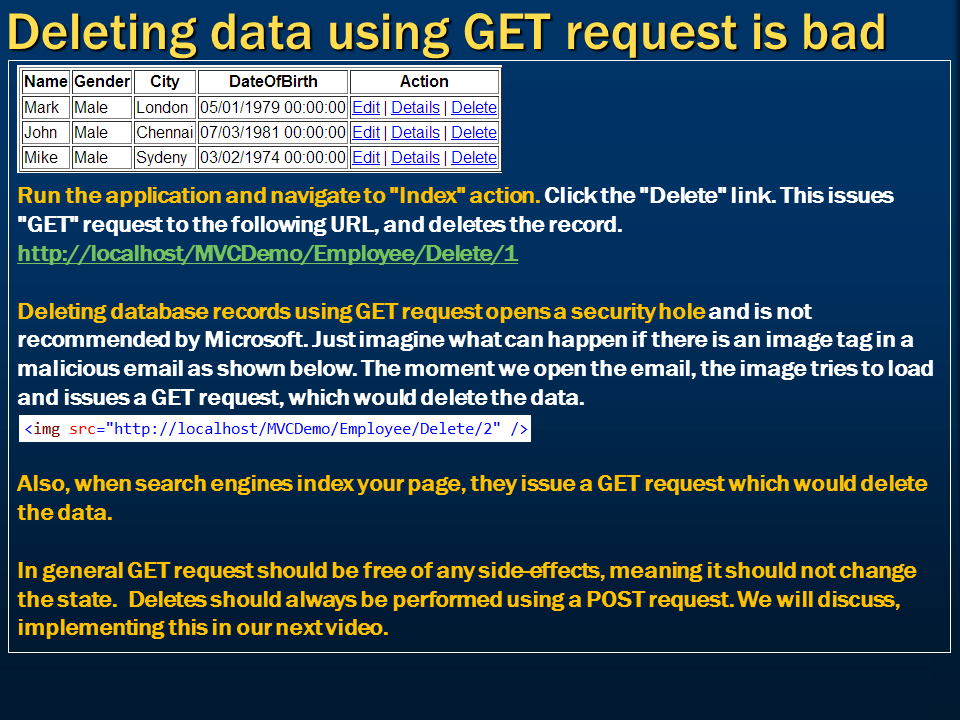 Deleting data using GET request is bad
Name Gender City DateOfBirth Action
Mark Male London 05/01/1979 00:00:00 Edit | Details | Delete
John Male Chennai 07/03/1981 00:00:00 Edit | Details | Delete
Mike Male Sydeny 03/02/1974 00:00:00 Edit | Details | Delete
Run the application and navigate to "Index" action. Click the "Delete" link. This issues
"GET" request to the following URL, and deletes the record.
http://localhost/MVCDemo/Employee/Delete/1
Deleting database records using GET request opens a security hole and is not
recommended by Microsoft. Just imagine what can happen if there is an image tag in a
malicious email as shown below. The moment we open the email, the image tries to load
and issues a GET request, which would delete the data.
<img src="http://localhost/MVCDemo/Employee/Delete/2" />
Also, when search engines index your page, they issue a GET request which would delete
the data.
In general GET request should be free of any side-effects, meaning it should not change
the state. Deletes should always be performed using a POST request. We will discuss,
implementing this in our next video.